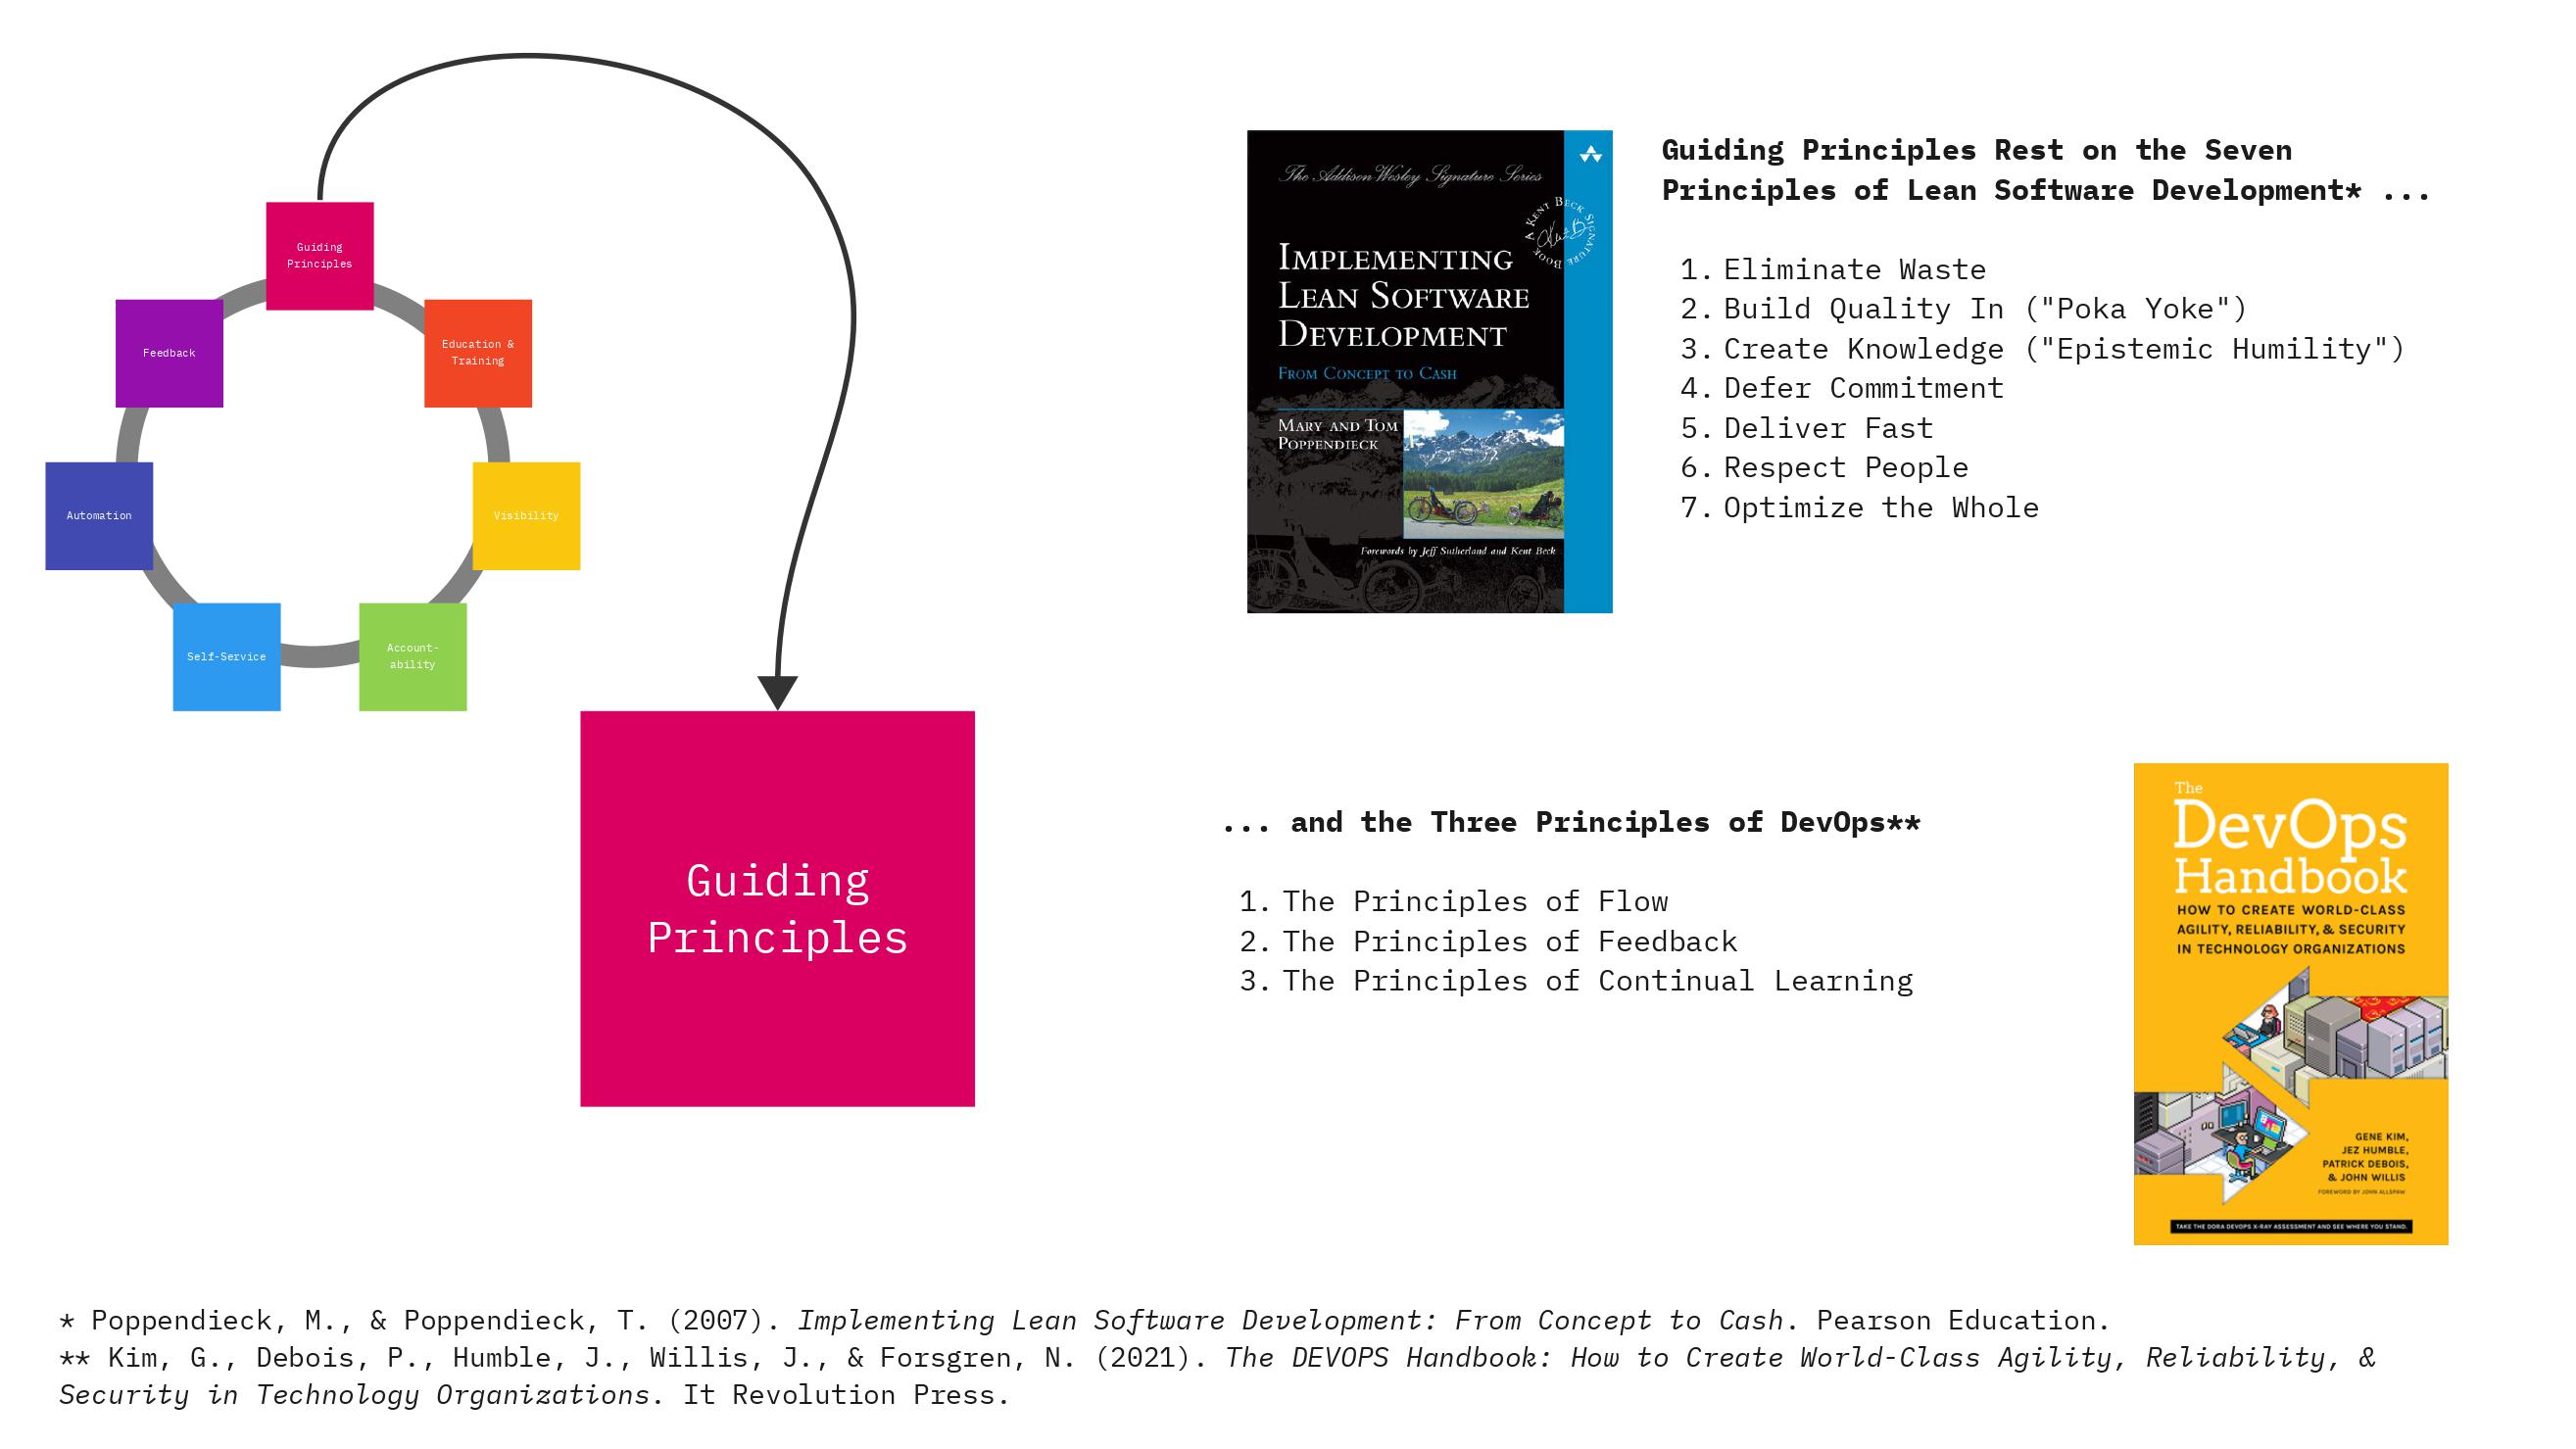 Guiding
Principles
Feedback
Education &
Training
Automation
Visibility
Self-Service
Account-
ability
Guiding
Principles
The Addison Wesley Signature Series
A KENT BECK SIGNATURE BOOK
IMPLEMENTING
LEAN SOFTWARE
DEVELOPMENT
FROM CONCEPT TO CASH
MARY AND TOM
POPPENDIECK
Forewords by Jeff Sutherland and Kent Beck
Guiding Principles Rest on the Seven
Principles of Lean Software Development* ...
1. Eliminate Waste
2. Build Quality In ("Poka Yoke")
3. Create Knowledge ("Epistemic Humility")
4. Defer Commitment
5. Deliver Fast
6. Respect People
7. Optimize the Whole
... and the Three Principles of DevOps**
1. The Principles of Flow
2. The Principles of Feedback
3. The Principles of Continual Learning
The
DevOps
Handbook
HOW TO CREATE WORLD-CLASS
AGILITY, RELIABILITY, & SECURITY
IN TECHNOLOGY ORGANIZATIONS
GENE KIM,
JEZ HUMBLE,
PATRICK DEBOIS,
& JOHN WILLIS
FOREWORD BY JOHN ALLSPAW
TAKE THE DORA DEVOPS X-RAY ASSESSMENT AND SEE WHERE YOU STAND.
* Poppendieck, M., & Poppendieck, T. (2007). Implementing Lean Software Development: From Concept to Cash. Pearson Education.
** Kim, G., Debois, P., Humble, J., Willis, J., & Forsgren, N. (2021). The DEVOPS Handbook: How to Create World-Class Agility, Reliability, &
Security in Technology Organizations. It Revolution Press.